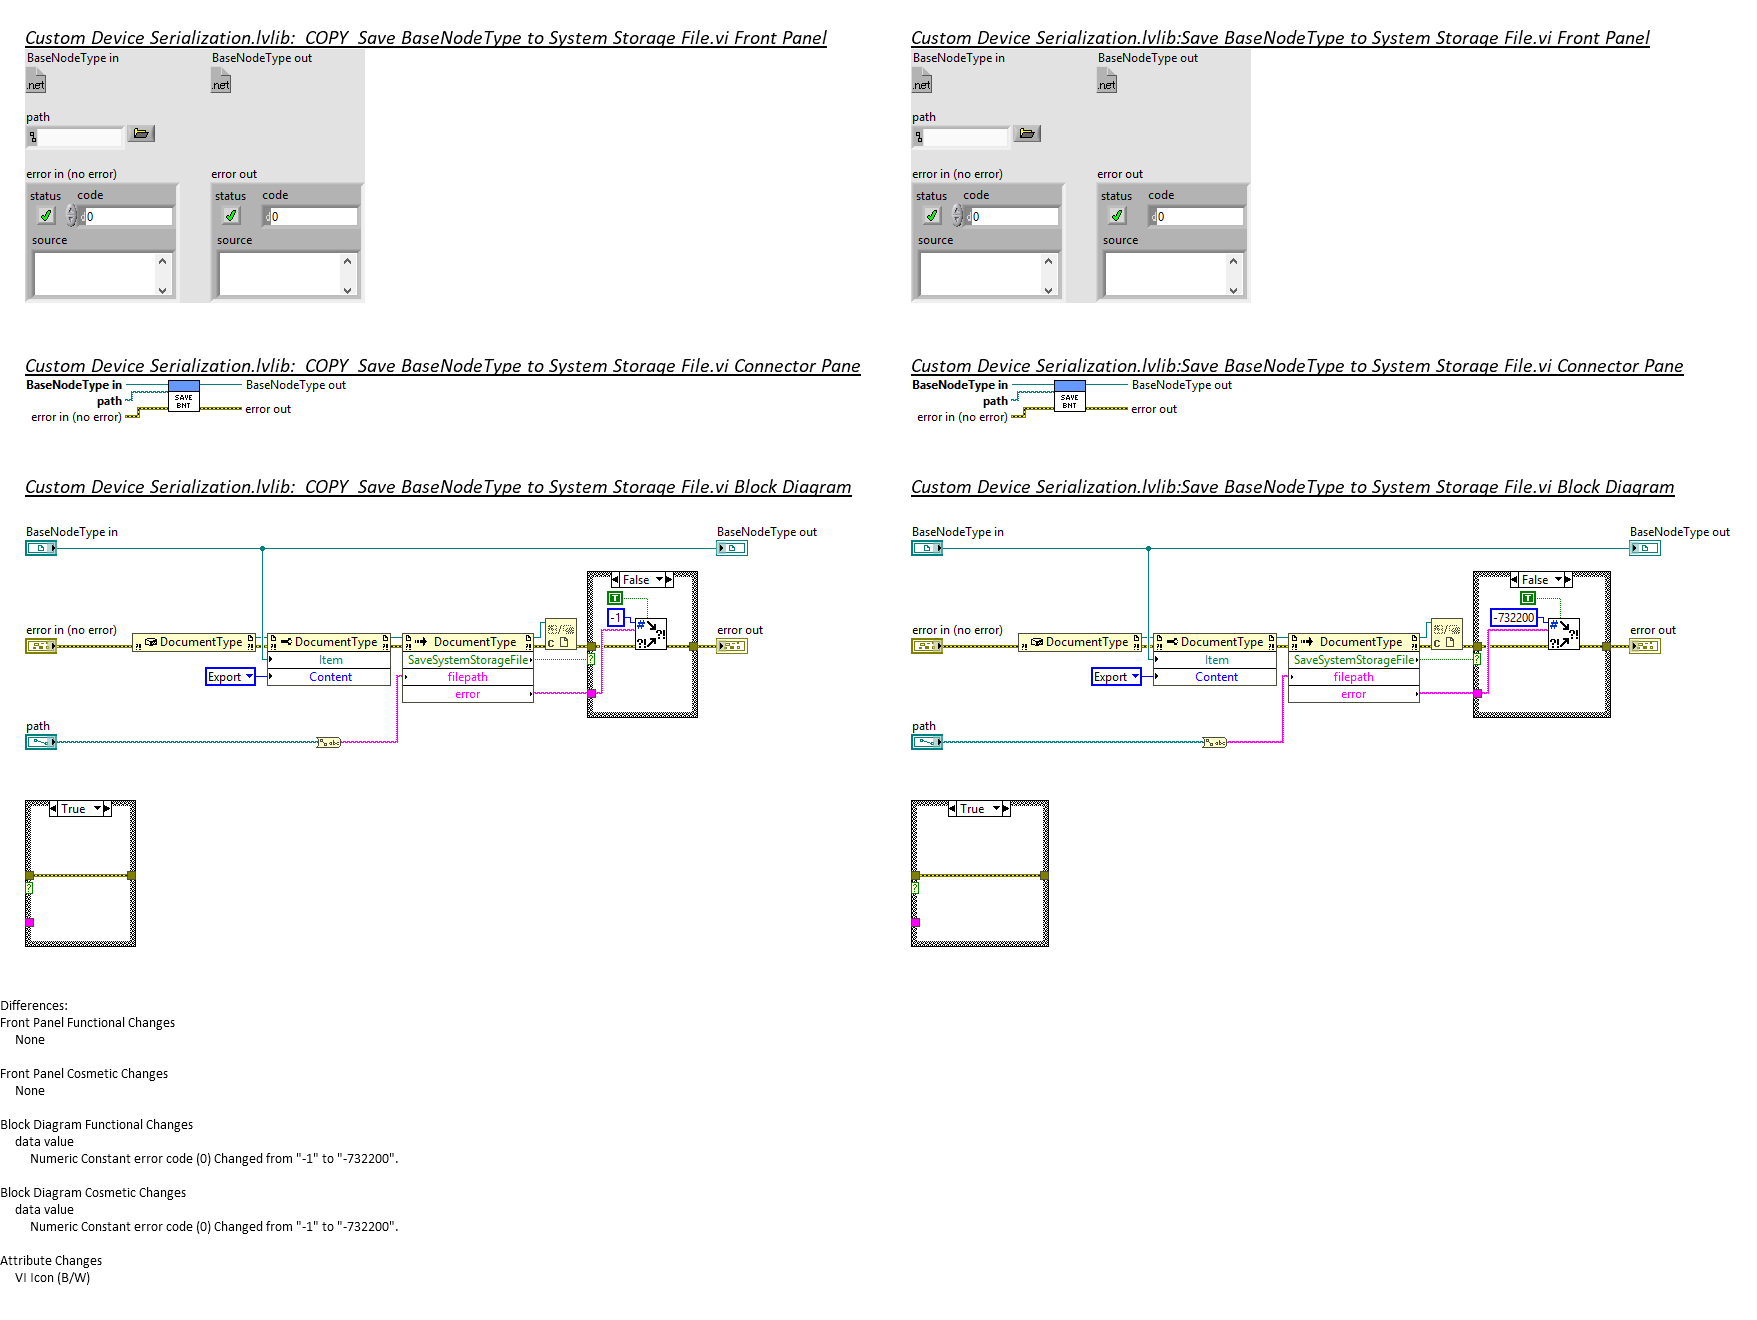 Custom Device Serialization.lvlib:  COPY  Save BaseNodeType to System Storage File.vi Front Panel
BaseNodeType in
BaseNodeType out
.net
.net
path
error in (no error)
error out
status
code
status
code
0
0
source
source
Custom Device Serialization.lvlib:Save BaseNodeType to System Storage File.vi Front Panel
BaseNodeType in
BaseNodeType out
.net
.net
path
error in (no error)
error out
status
code
status
code
0
0
source
source
Custom Device Serialization.lvlib:  COPY  Save BaseNodeType to System Storage File.vi Connector Pane
BaseNodeType in
BaseNodeType out
path
SAVE
BNT
error in (no error)
error out
Custom Device Serialization.lvlib:Save BaseNodeType to System Storage File.vi Connector Pane
BaseNodeType in
BaseNodeType out
path
SAVE
BNT
error in (no error)
error out
Custom Device Serialization.lvlib:  COPY  Save BaseNodeType to System Storage File.vi Block Diagram
BaseNodeType in
BaseNodeType out
False
T
-1
error in (no error)
error out
DocumentType
DocumentType
DocumentType
Item
SaveSystemStorageFile
Export
Content
filepath
error
path
True
Custom Device Serialization.lvlib:Save BaseNodeType to System Storage File.vi Block Diagram
BaseNodeType in
BaseNodeType out
False
T
-732200
error in (no error)
error out
DocumentType
DocumentType
DocumentType
Item
SaveSystemStorageFile
Export
Content
filepath
error
path
True
Differences:
Front Panel Functional Changes
None
Front Panel Cosmetic Changes
None
Block Diagram Functional Changes
data value
Numeric Constant error code (0) Changed from "-1" to "-732200".
Block Diagram Cosmetic Changes
data value
Numeric Constant error code (0) Changed from "-1" to "-732200".
Attribute Changes
VI Icon (B/W)